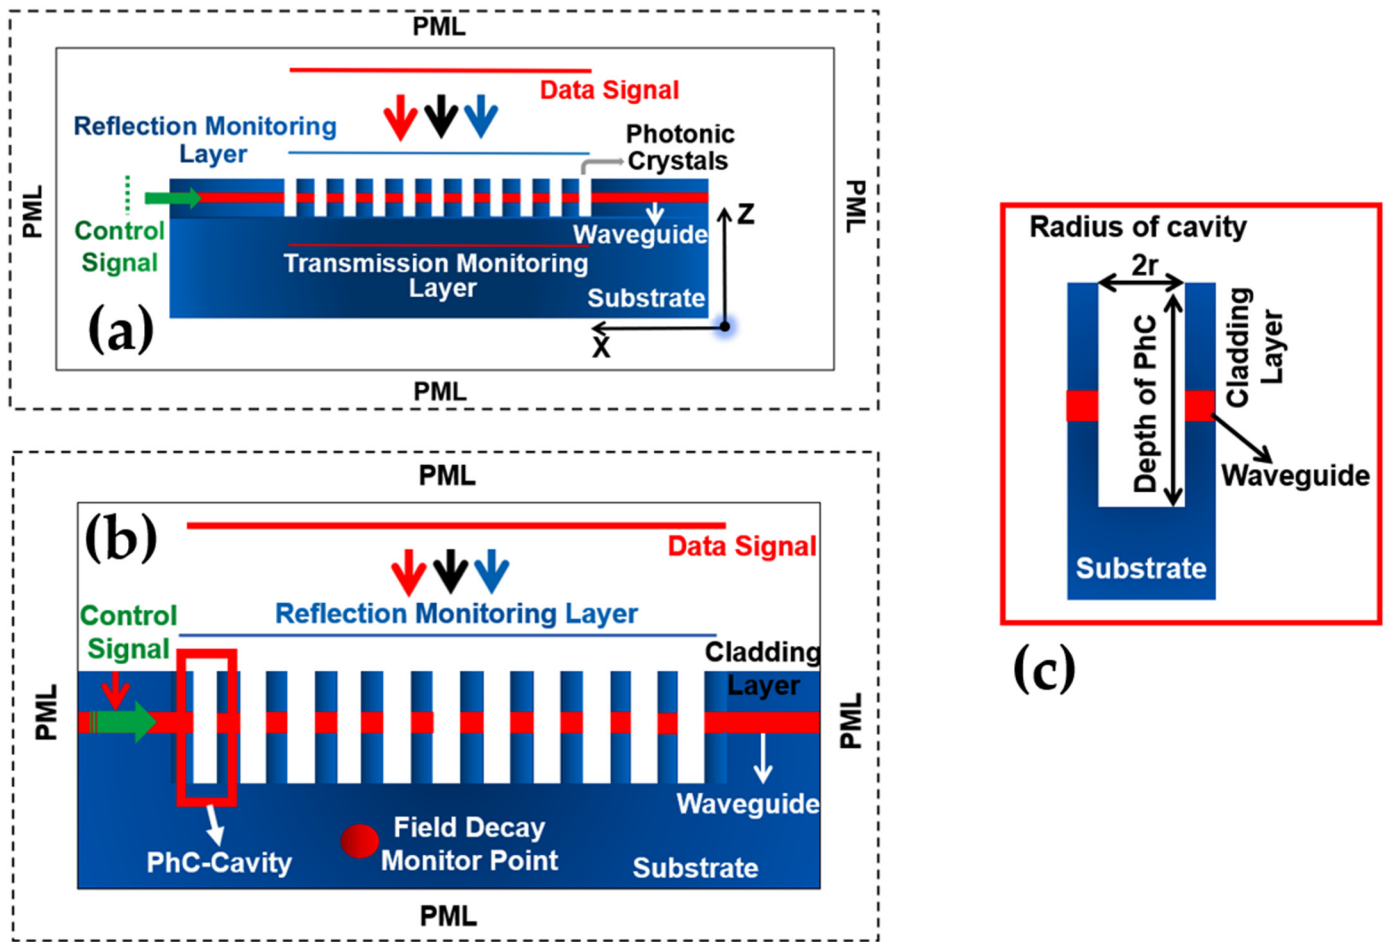 PML
Data Signal
Reflection Monitoring
Layer
Photonic
Crystals
PML
PML
Control
Signal
Z
Waveguide
Transmission Monitoring
Layer
Substrate
(a)
X
PML
PML
(b)
Data Signal
Control
Signal
Reflection Monitoring Layer
Cladding
Layer
PML
PML
Waveguide
Field Decay
Monitor Point
PhC-Cavity
Substrate
PML
Radius of cavity
2r
Depth of PhC
Cladding
Layer
Waveguide
Substrate
(c)